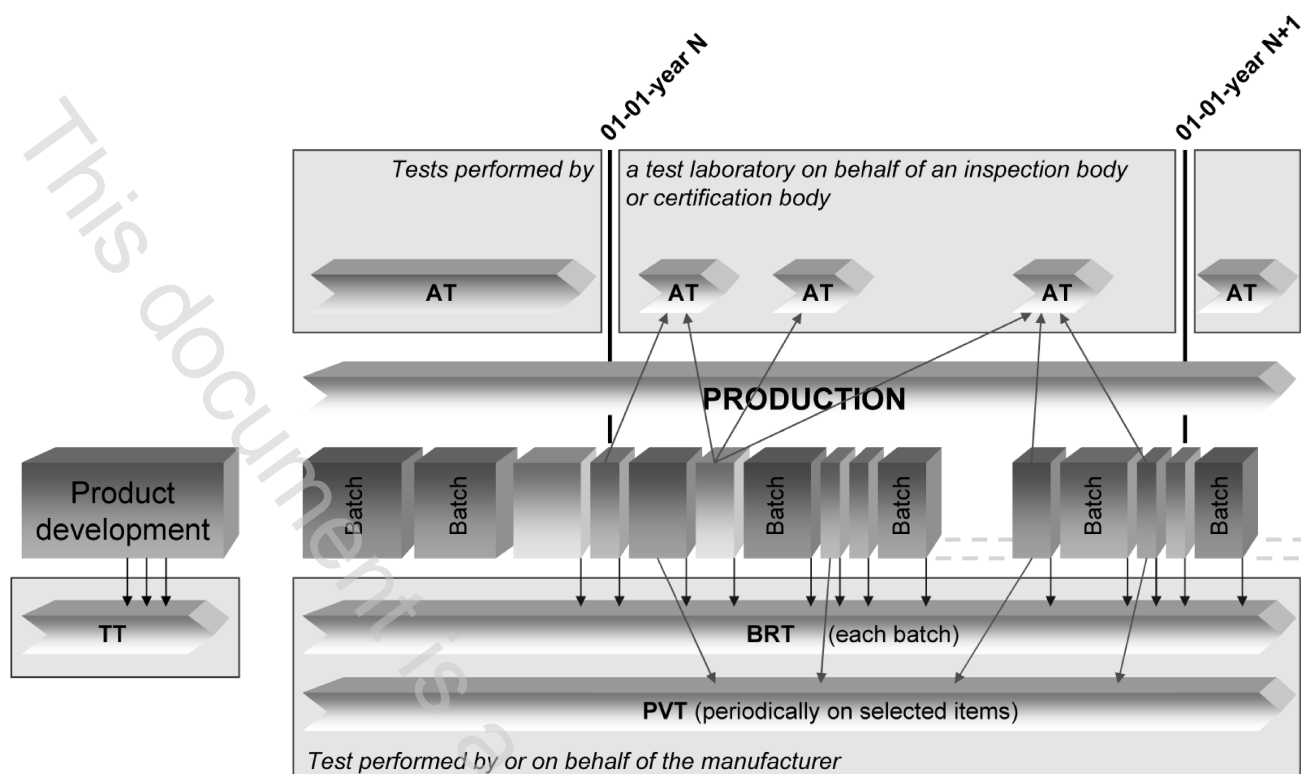 01-01-year N
01-01-year N+1
Tests performed by
a test laboratory on behalf of an inspection body
or certification body
AT
AT
AT
AT
AT
PRODUCTION
Product
development
Batch
Batch
Batch
Batch
Batch
Batch
TT
BRT (each batch)
PVT (periodically on selected items)
Test performed by or on behalf of the manufacturer
This document is a